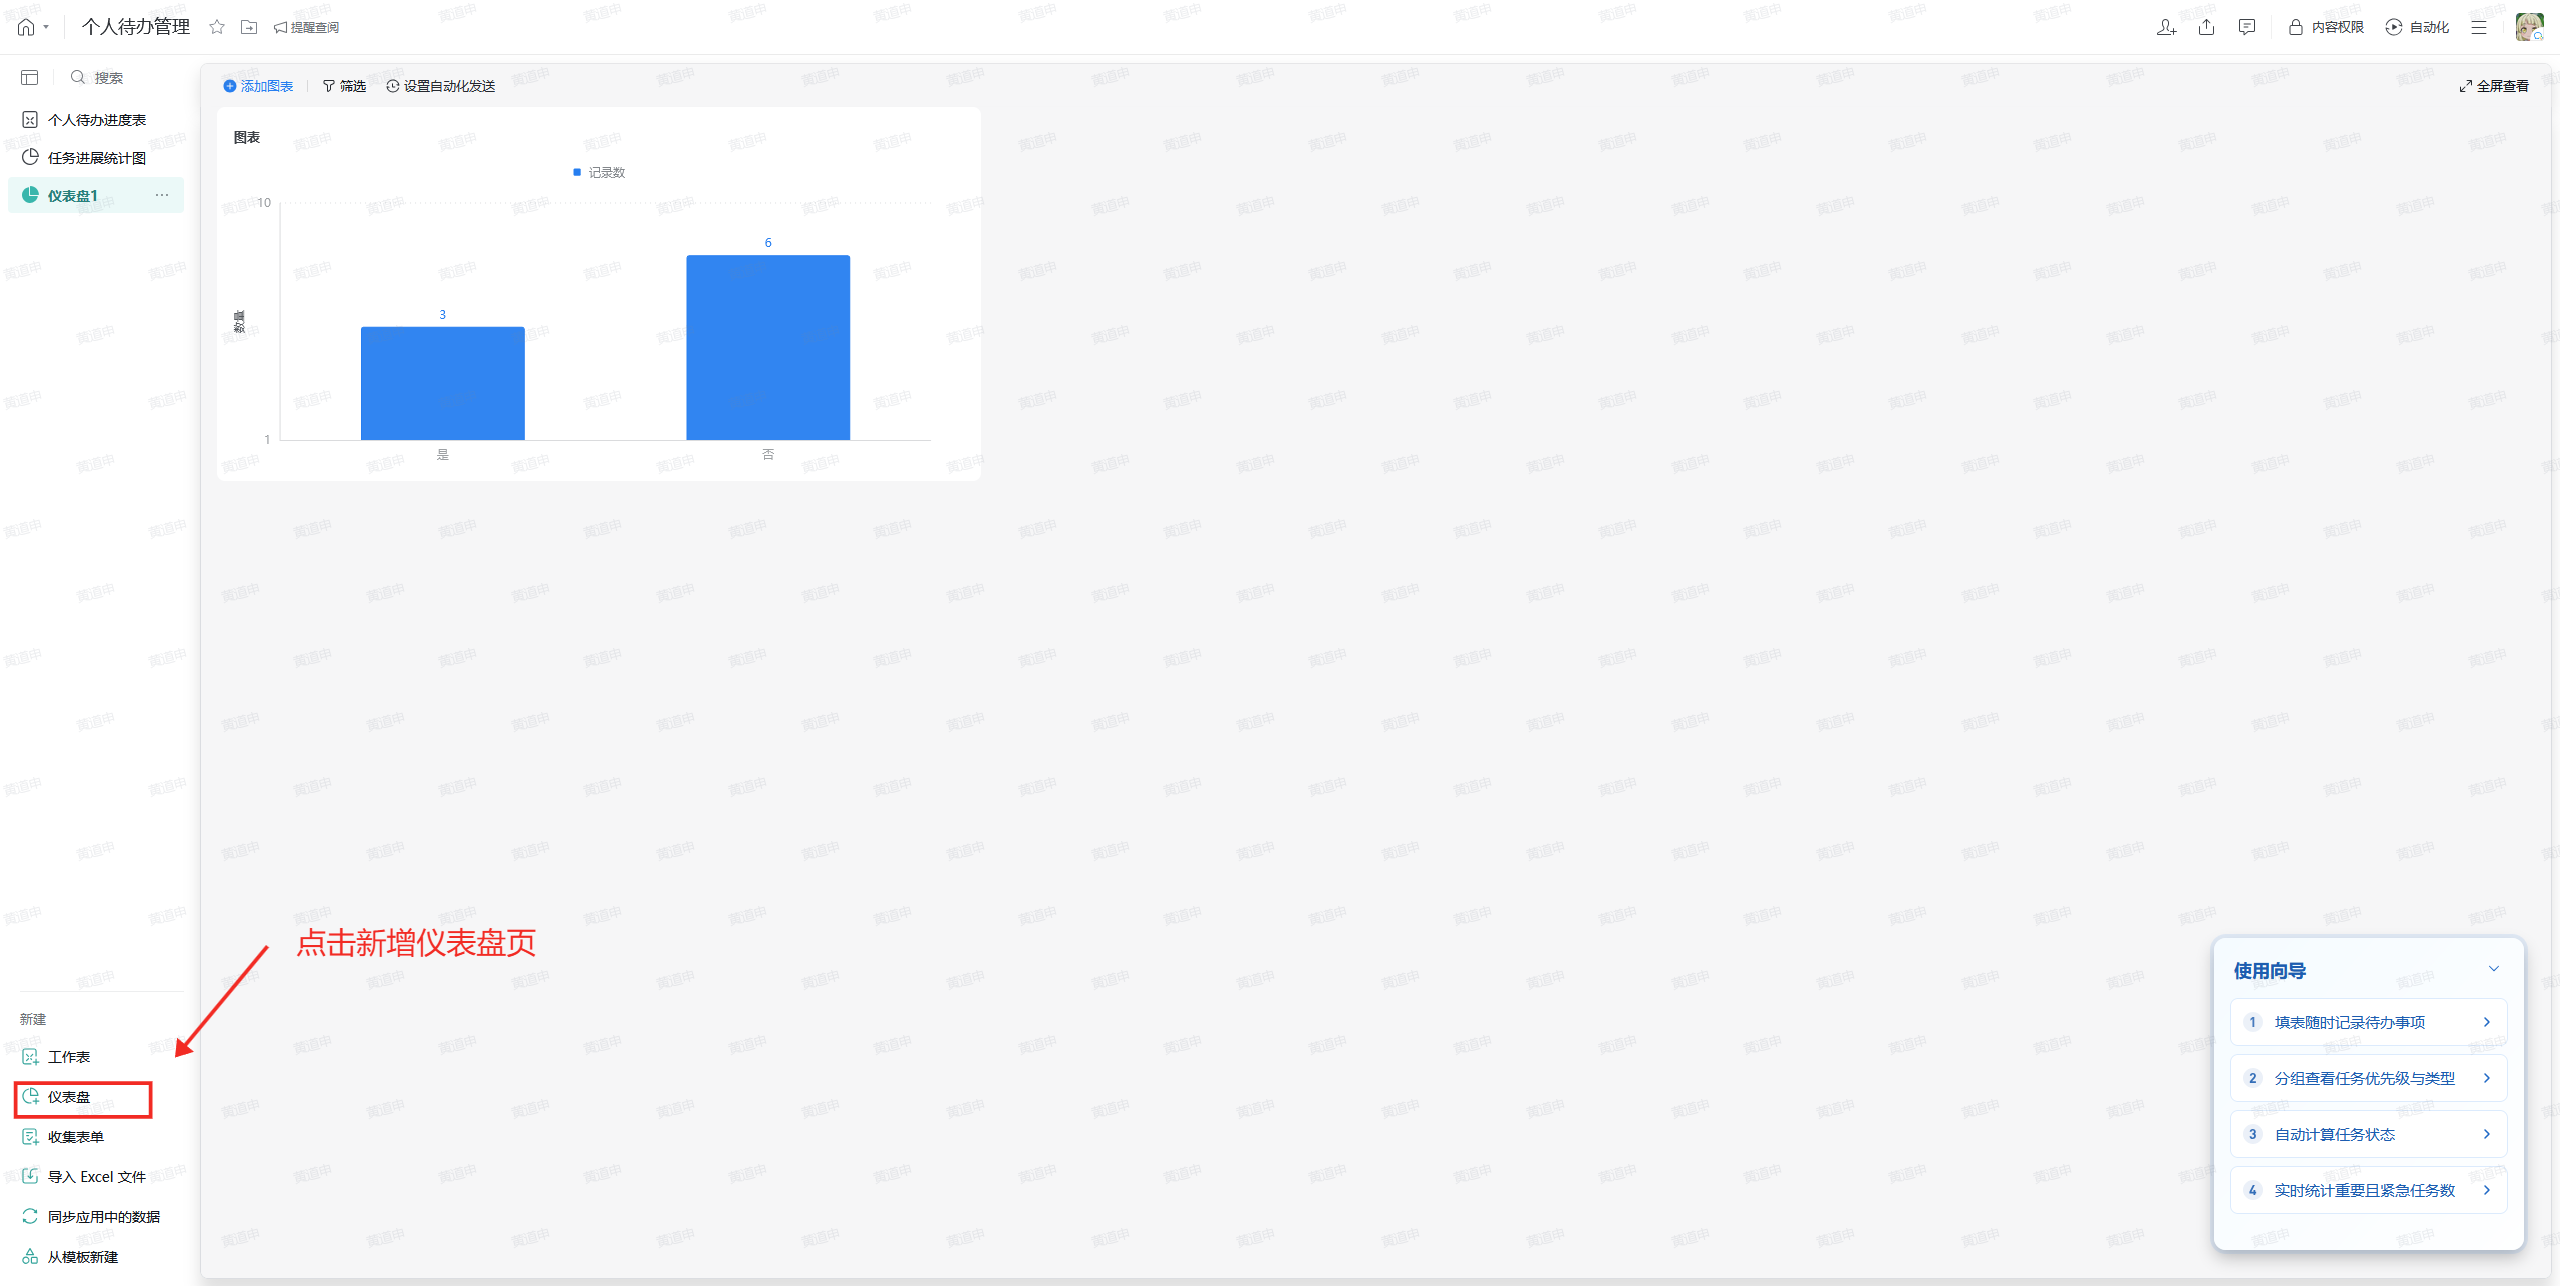 个人待办管理
提醒查阅
内容权限
自动化
搜索
个人待办进度表
任务进展统计图
仪表盘1
添加图表
筛选
设置自动化发送
全屏查看
图表
记录数
10
6
3
数量
1
是
否
点击新增仪表盘页
新建
工作表
仪表盘
收集表单
导入 Excel 文件
同步应用中的数据
从模板新建
使用向导
1 填表随时记录待办事项
2 分组查看任务优先级与类型
3 自动计算任务状态
4 实时统计重要且紧急任务数
黄道申